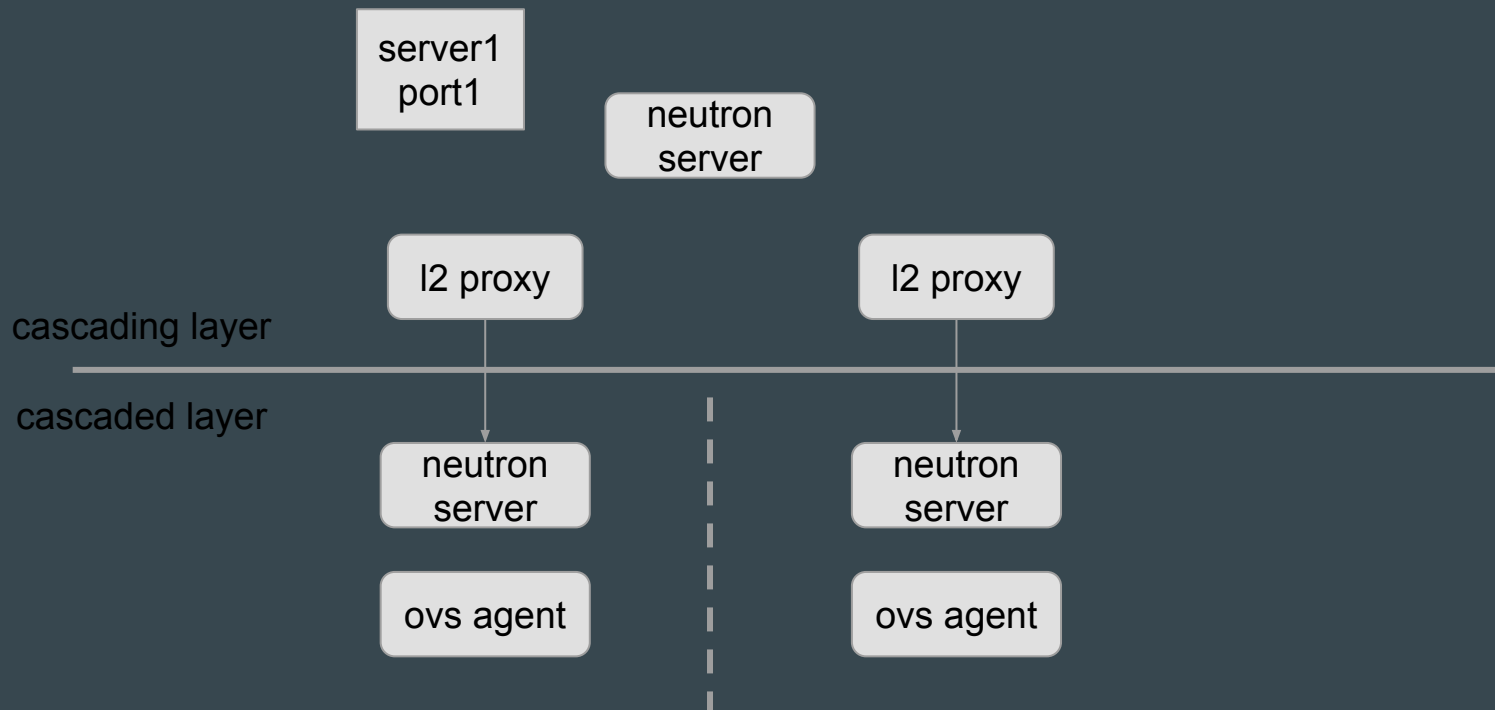 server1
port1
neutron
server
l2 proxy
l2 proxy
cascading layer
cascaded layer
neutron
server
neutron
server
ovs agent
ovs agent